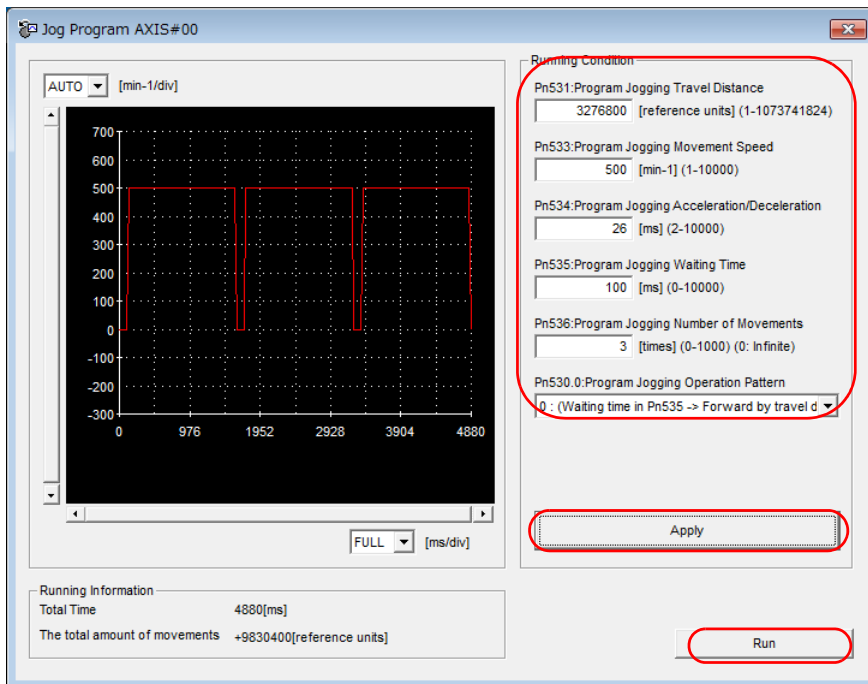 Jog Program AXIS#00
AUTO [min-1/div]
700
600
500
400
300
200
100
0
-100
-200
-300
0 976 1952 2928 3904 4880
FULL [ms/div]
Running Condition
Pn531:Program Jogging Travel Distance
3276800 [reference units] (1-1073741824)
Pn533:Program Jogging Movement Speed
500 [min-1] (1-10000)
Pn534:Program Jogging Acceleration/Deceleration
26 [ms] (2-10000)
Pn535:Program Jogging Waiting Time
100 [ms] (0-10000)
Pn536:Program Jogging Number of Movements
3 [times] (0-1000) (0: Infinite)
Pn530.0:Program Jogging Operation Pattern
0 : (Waiting time in Pn535 -> Forward by travel d
Apply
Running Information
Total Time 4880[ms]
The total amount of movements +9830400[reference units]
Run